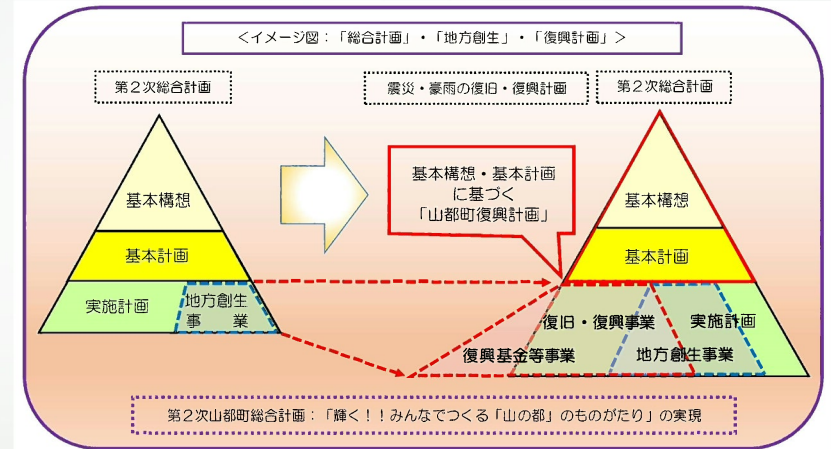 ＜イメージ図：「総合計画」・「地方創生」・「復興計画」＞
第２次総合計画
震災・豪雨の復旧・復興計画
第２次総合計画
基本構想
基本計画
実施計画
地方創生
事　業
基本構想・基本計画
に基づく
「山都町復興計画」
基本構想
基本計画
復旧・復興事業
実施計画
復興基金等事業
地方創生事業
第２次山都町総合計画：「輝く！！みんなでつくる「山の都」のものがたり」の実現